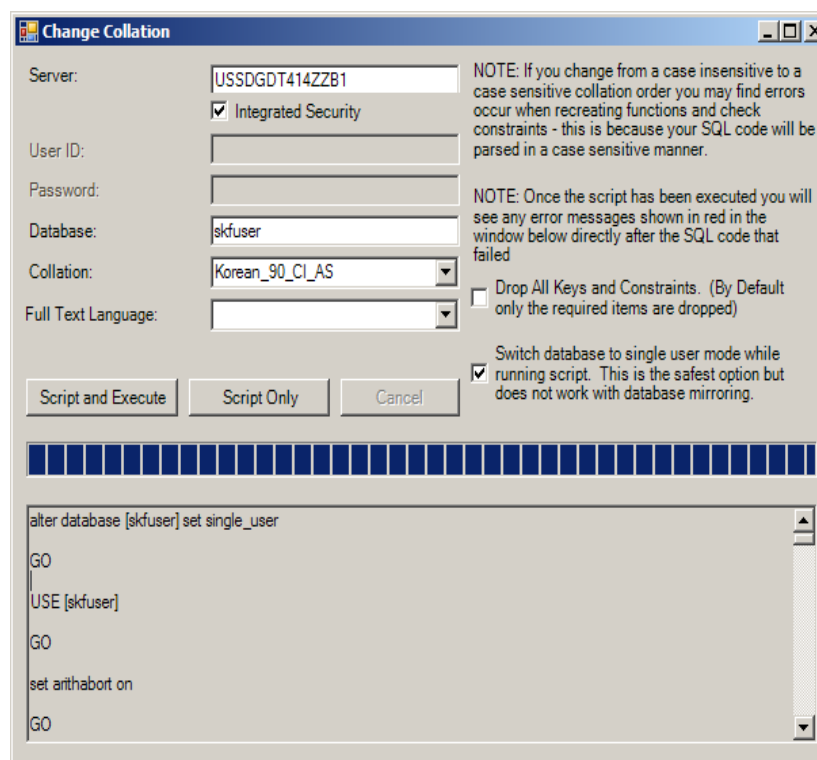 Change Collation
Server:
USSDGDT414ZZB1
Integrated Security
User ID:
Password:
Database:
skfuser
Collation:
Korean_90_CI_AS
Full Text Language:
NOTE: If you change from a case insensitive to a
case sensitive collation order you may find errors
occur when recreating functions and check
constraints - this is because your SQL code will be
parsed in a case sensitive manner.
NOTE: Once the script has been executed you will
see any error messages shown in red in the
window below directly after the SQL code that
failed
Drop All Keys and Constraints. (By Default
only the required items are dropped)
Switch database to single user mode while
running script. This is the safest option but
does not work with database mirroring.
Script and Execute
Script Only
Cancel
alter database [skfuser] set single_user
GO
USE [skfuser]
GO
set arithabort on
GO